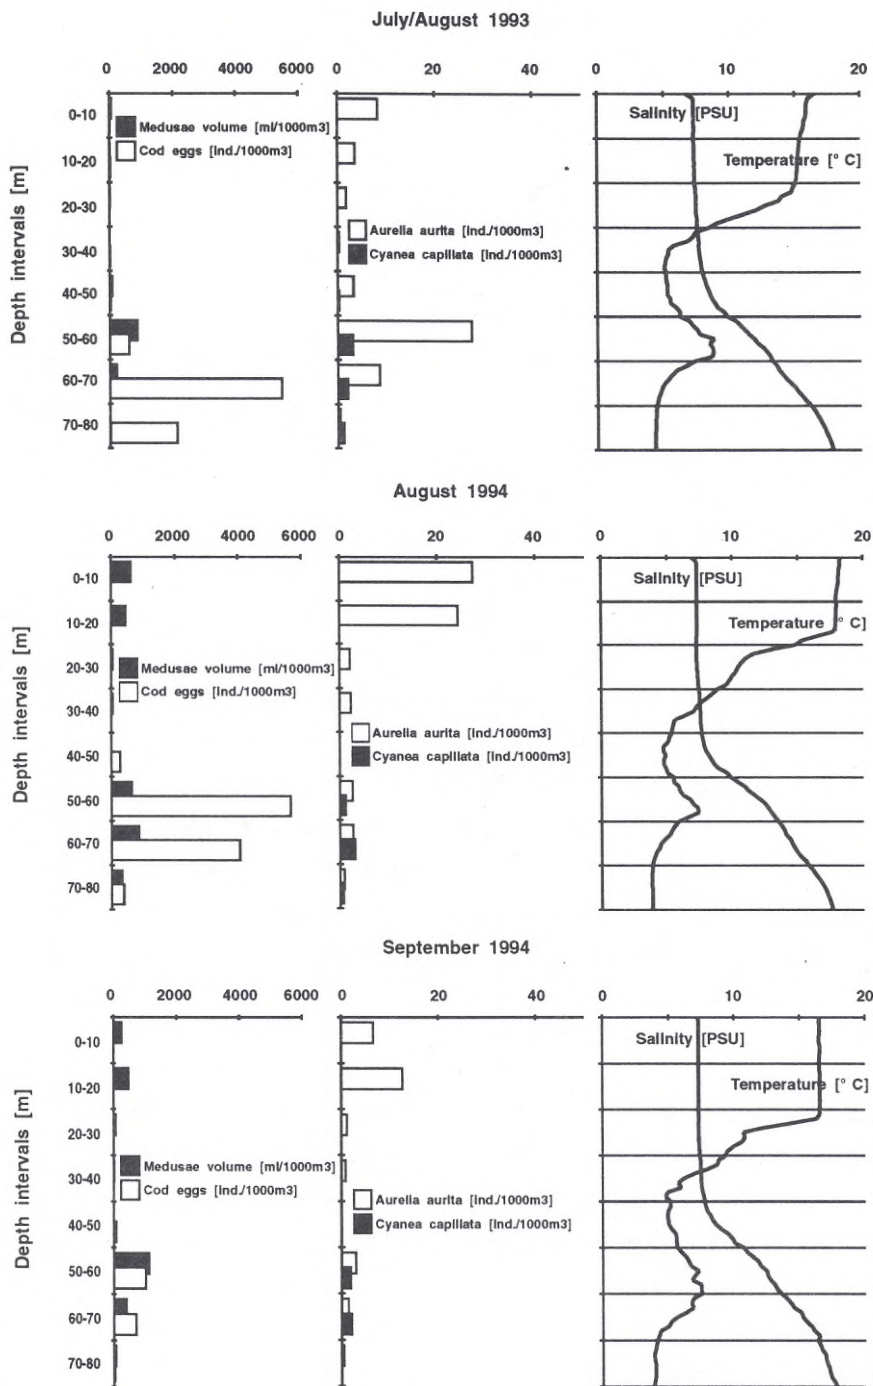 July/August 1993
0 2000 4000 6000
0 20 40
0 10 20
Depth intervals [m]
0-10
10-20
20-30
30-40
40-50
50-60
60-70
70-80
Medusae volume [ml/1000m3]
Cod eggs [ind./1000m3]
Aurelia aurita [ind./1000m3]
Cyanea capillata [ind./1000m3]
Salinity [PSU]
Temperature [° C]
August 1994
0 2000 4000 6000
0 20 40
0 10 20
Depth intervals [m]
0-10
10-20
20-30
30-40
40-50
50-60
60-70
70-80
Medusae volume [ml/1000m3]
Cod eggs [ind./1000m3]
Aurelia aurita [ind./1000m3]
Cyanea capillata [ind./1000m3]
Salinity [PSU]
Temperature [° C]
September 1994
0 2000 4000 6000
0 20 40
0 10 20
Depth intervals [m]
0-10
10-20
20-30
30-40
40-50
50-60
60-70
70-80
Medusae volume [ml/1000m3]
Cod eggs [ind./1000m3]
Aurelia aurita [ind./1000m3]
Cyanea capillata [ind./1000m3]
Salinity [PSU]
Temperature [° C]